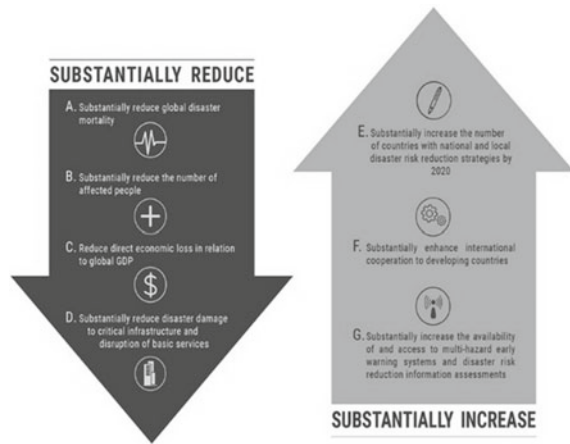 SUBSTANTIALLY REDUCE
A. Substantially reduce global disaster
mortality
B. Substantially reduce the number of
affected people
C. Reduce direct economic loss in relation
to global GDP
$
D. Substantially reduce disaster damage
to critical infrastructure and
disruption of basic services
E. Substantially increase the number
of countries with national and local
disaster risk reduction strategies by
2020
F. Substantially enhance international
cooperation to developing countries
G. Substantially increase the availability
of and access to multi-hazard early
warning systems and disaster risk
reduction information assessments
SUBSTANTIALLY INCREASE